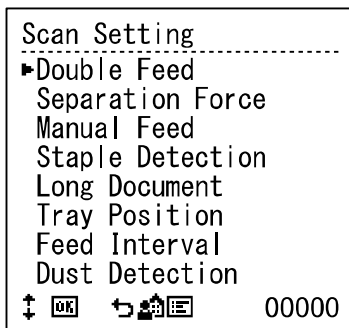 Scan Setting
Double Feed
Separation Force
Manual Feed
Staple Detection
Long Document
Tray Position
Feed Interval
Dust Detection
OK 00000